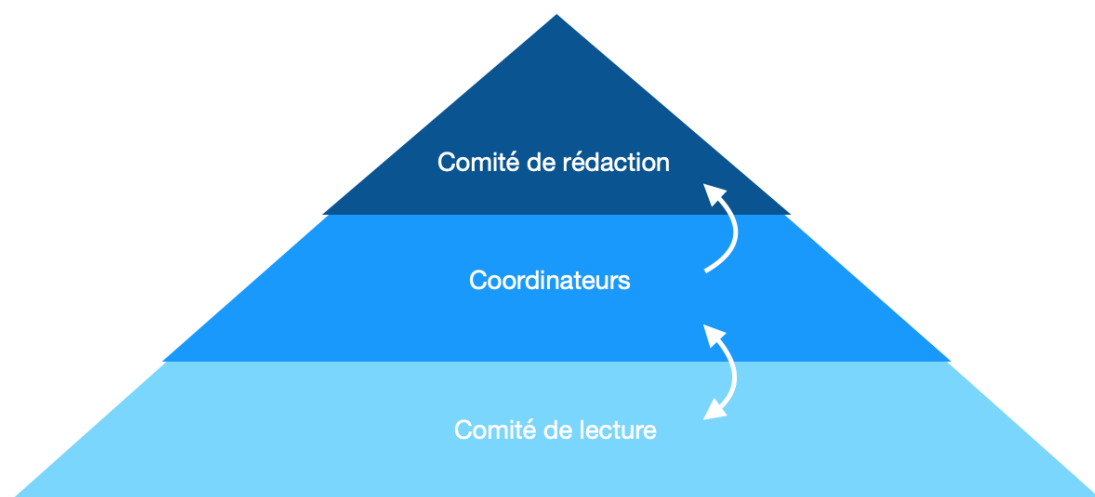 Comité de rédaction
Coordinateurs
Comité de lecture